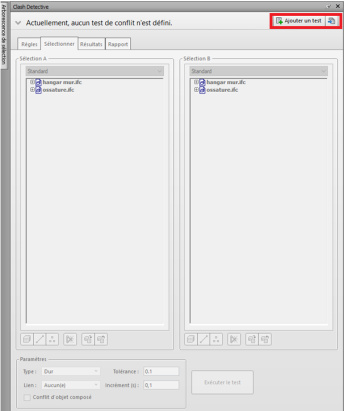 Clash Detective
Actuellement, aucun test de conflit n'est défini.
Ajouter un test
Arborescence de sélection
Règles Sélectionner Résultats Rapport
Sélection A
Sélection B
Standard
Standard
hangar mur.ifc
hangar mur.ifc
ossature.ifc
ossature.ifc
Paramètres
Type : Dur
Tolérance : 0,1
Lien : Aucun(e)
Incrément (s) : 0,1
Conflit d'objet composé
Exécuter le test